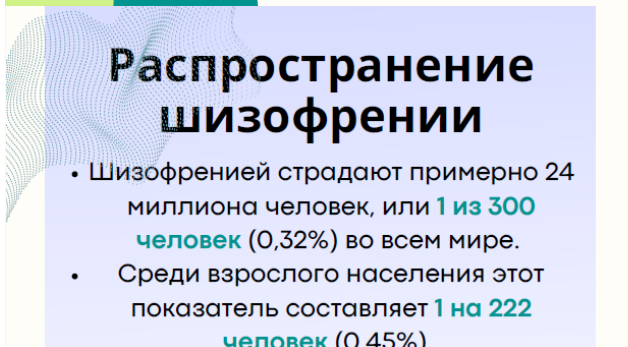 Распространение
шизофрении
• Шизофренией страдают примерно 24
миллиона человек, или 1 из 300
человек (0,32%) во всем мире.
• Среди взрослого населения этот
показатель составляет 1 на 222
человек (0,45%)